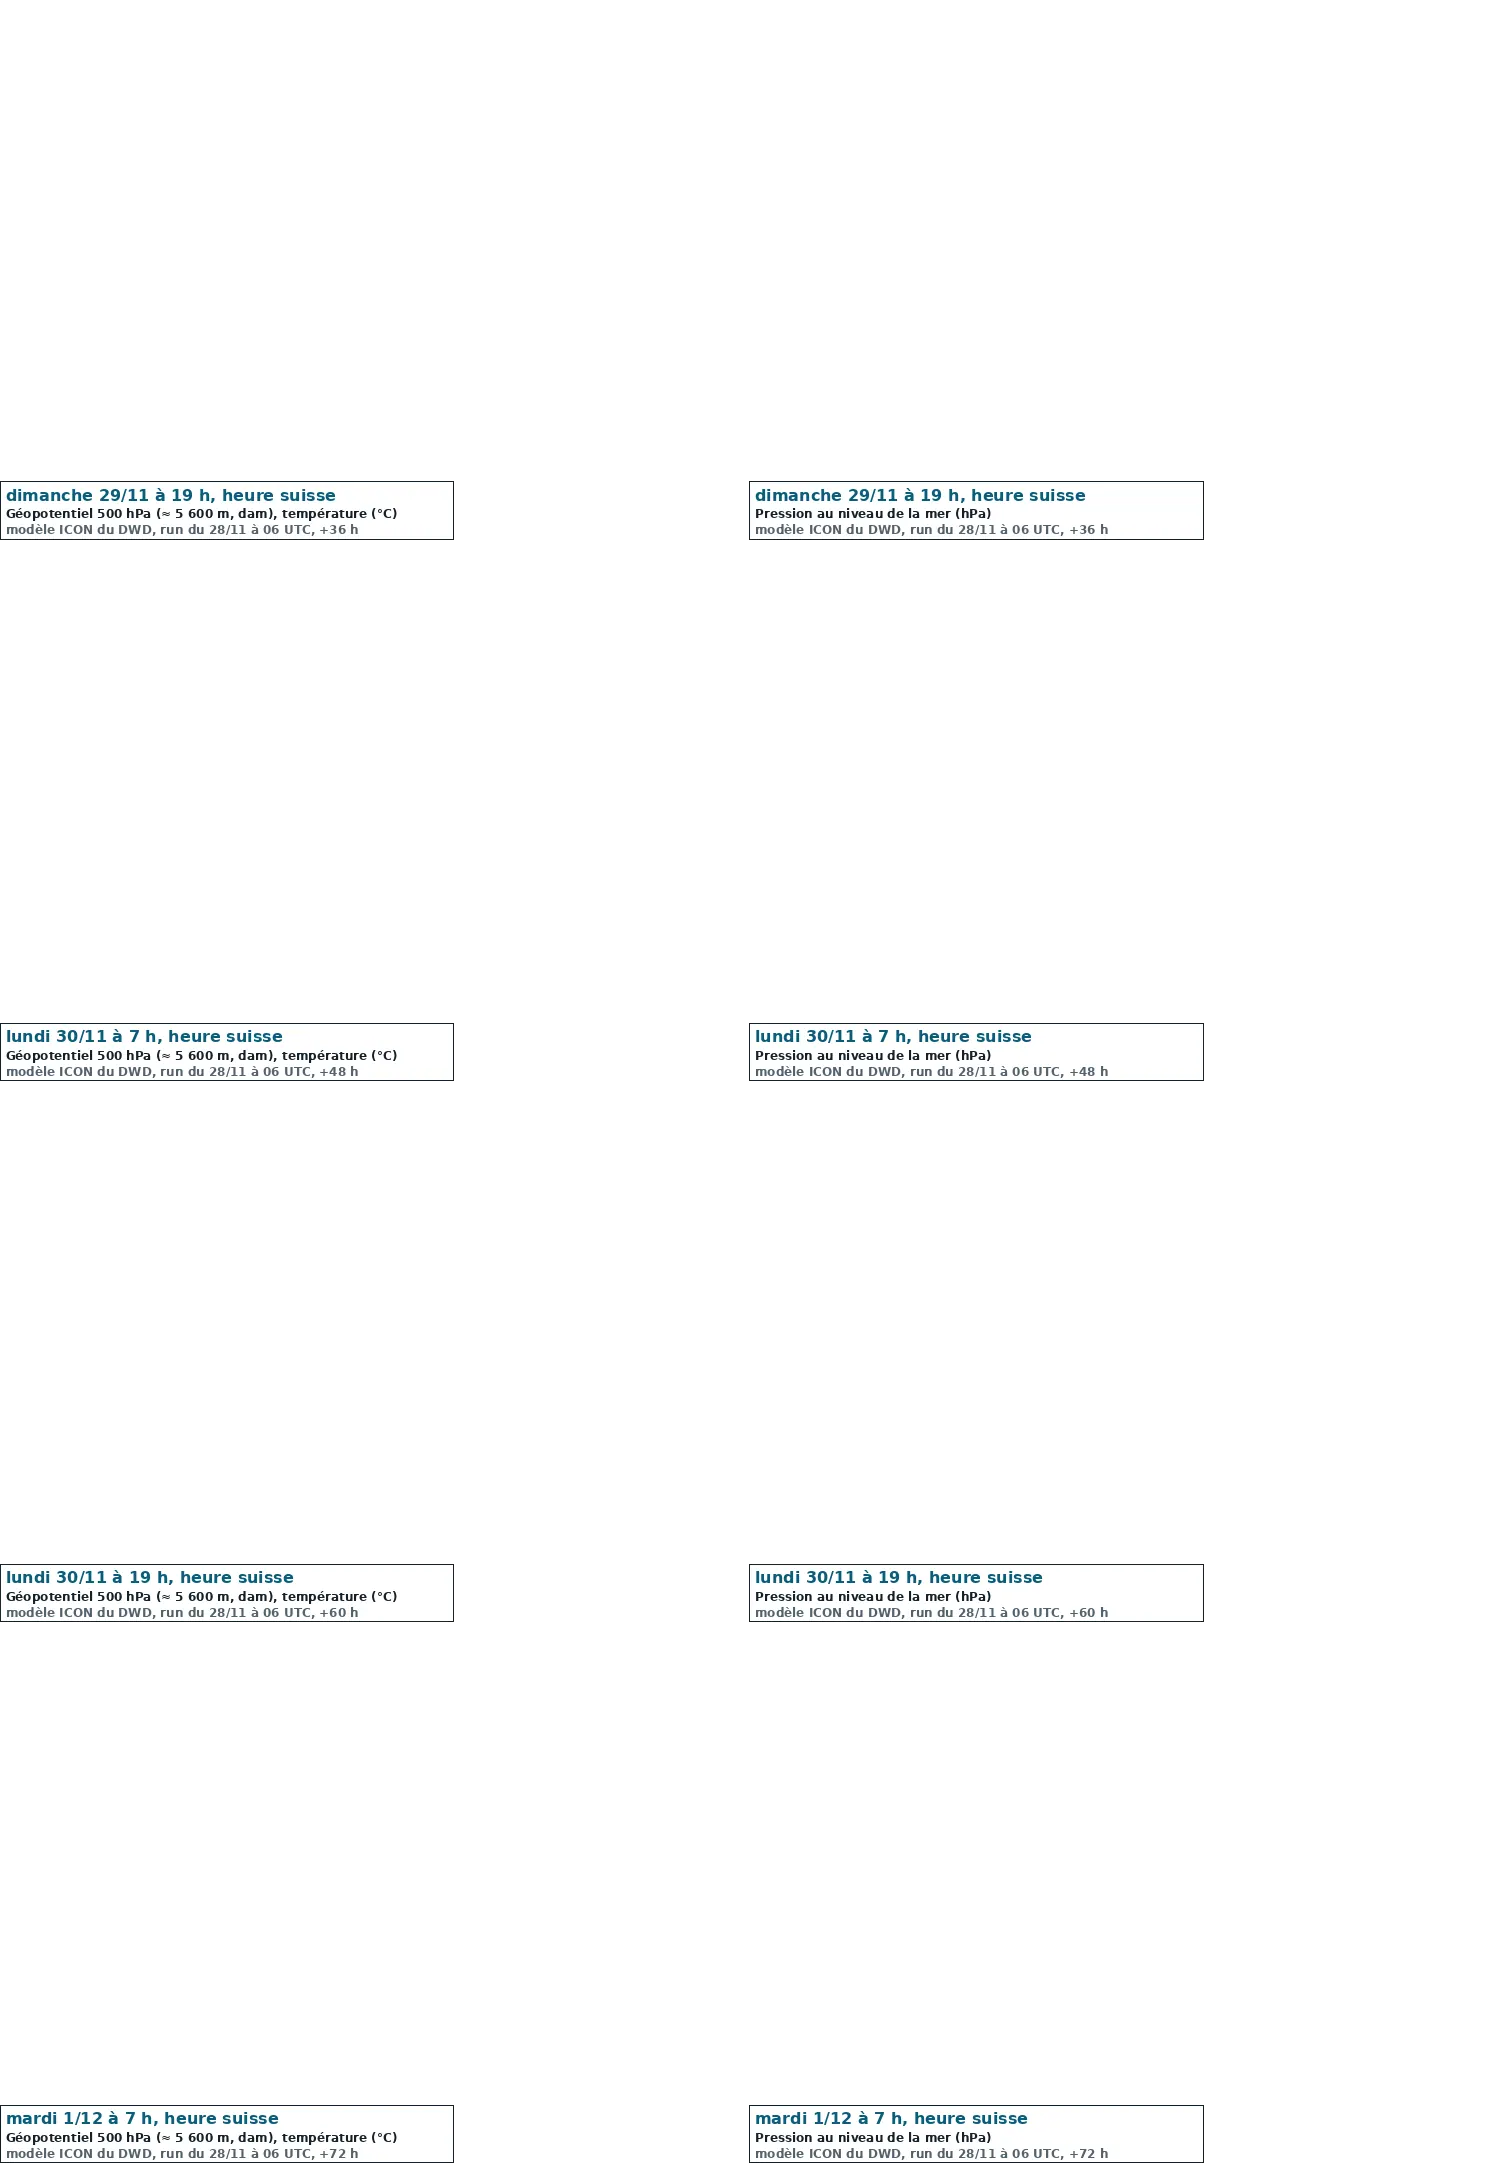 dimanche 29/11 à 19 h, heure suisse
Géopotentiel 500 hPa (≈ 5 600 m, dam), température (°C)
modèle ICON du DWD, run du 28/11 à 06 UTC, +36 h
dimanche 29/11 à 19 h, heure suisse
Pression au niveau de la mer (hPa)
modèle ICON du DWD, run du 28/11 à 06 UTC, +36 h
lundi 30/11 à 7 h, heure suisse
Géopotentiel 500 hPa (≈ 5 600 m, dam), température (°C)
modèle ICON du DWD, run du 28/11 à 06 UTC, +48 h
lundi 30/11 à 7 h, heure suisse
Pression au niveau de la mer (hPa)
modèle ICON du DWD, run du 28/11 à 06 UTC, +48 h
lundi 30/11 à 19 h, heure suisse
Géopotentiel 500 hPa (≈ 5 600 m, dam), température (°C)
modèle ICON du DWD, run du 28/11 à 06 UTC, +60 h
lundi 30/11 à 19 h, heure suisse
Pression au niveau de la mer (hPa)
modèle ICON du DWD, run du 28/11 à 06 UTC, +60 h
mardi 1/12 à 7 h, heure suisse
Géopotentiel 500 hPa (≈ 5 600 m, dam), température (°C)
modèle ICON du DWD, run du 28/11 à 06 UTC, +72 h
mardi 1/12 à 7 h, heure suisse
Pression au niveau de la mer (hPa)
modèle ICON du DWD, run du 28/11 à 06 UTC, +72 h